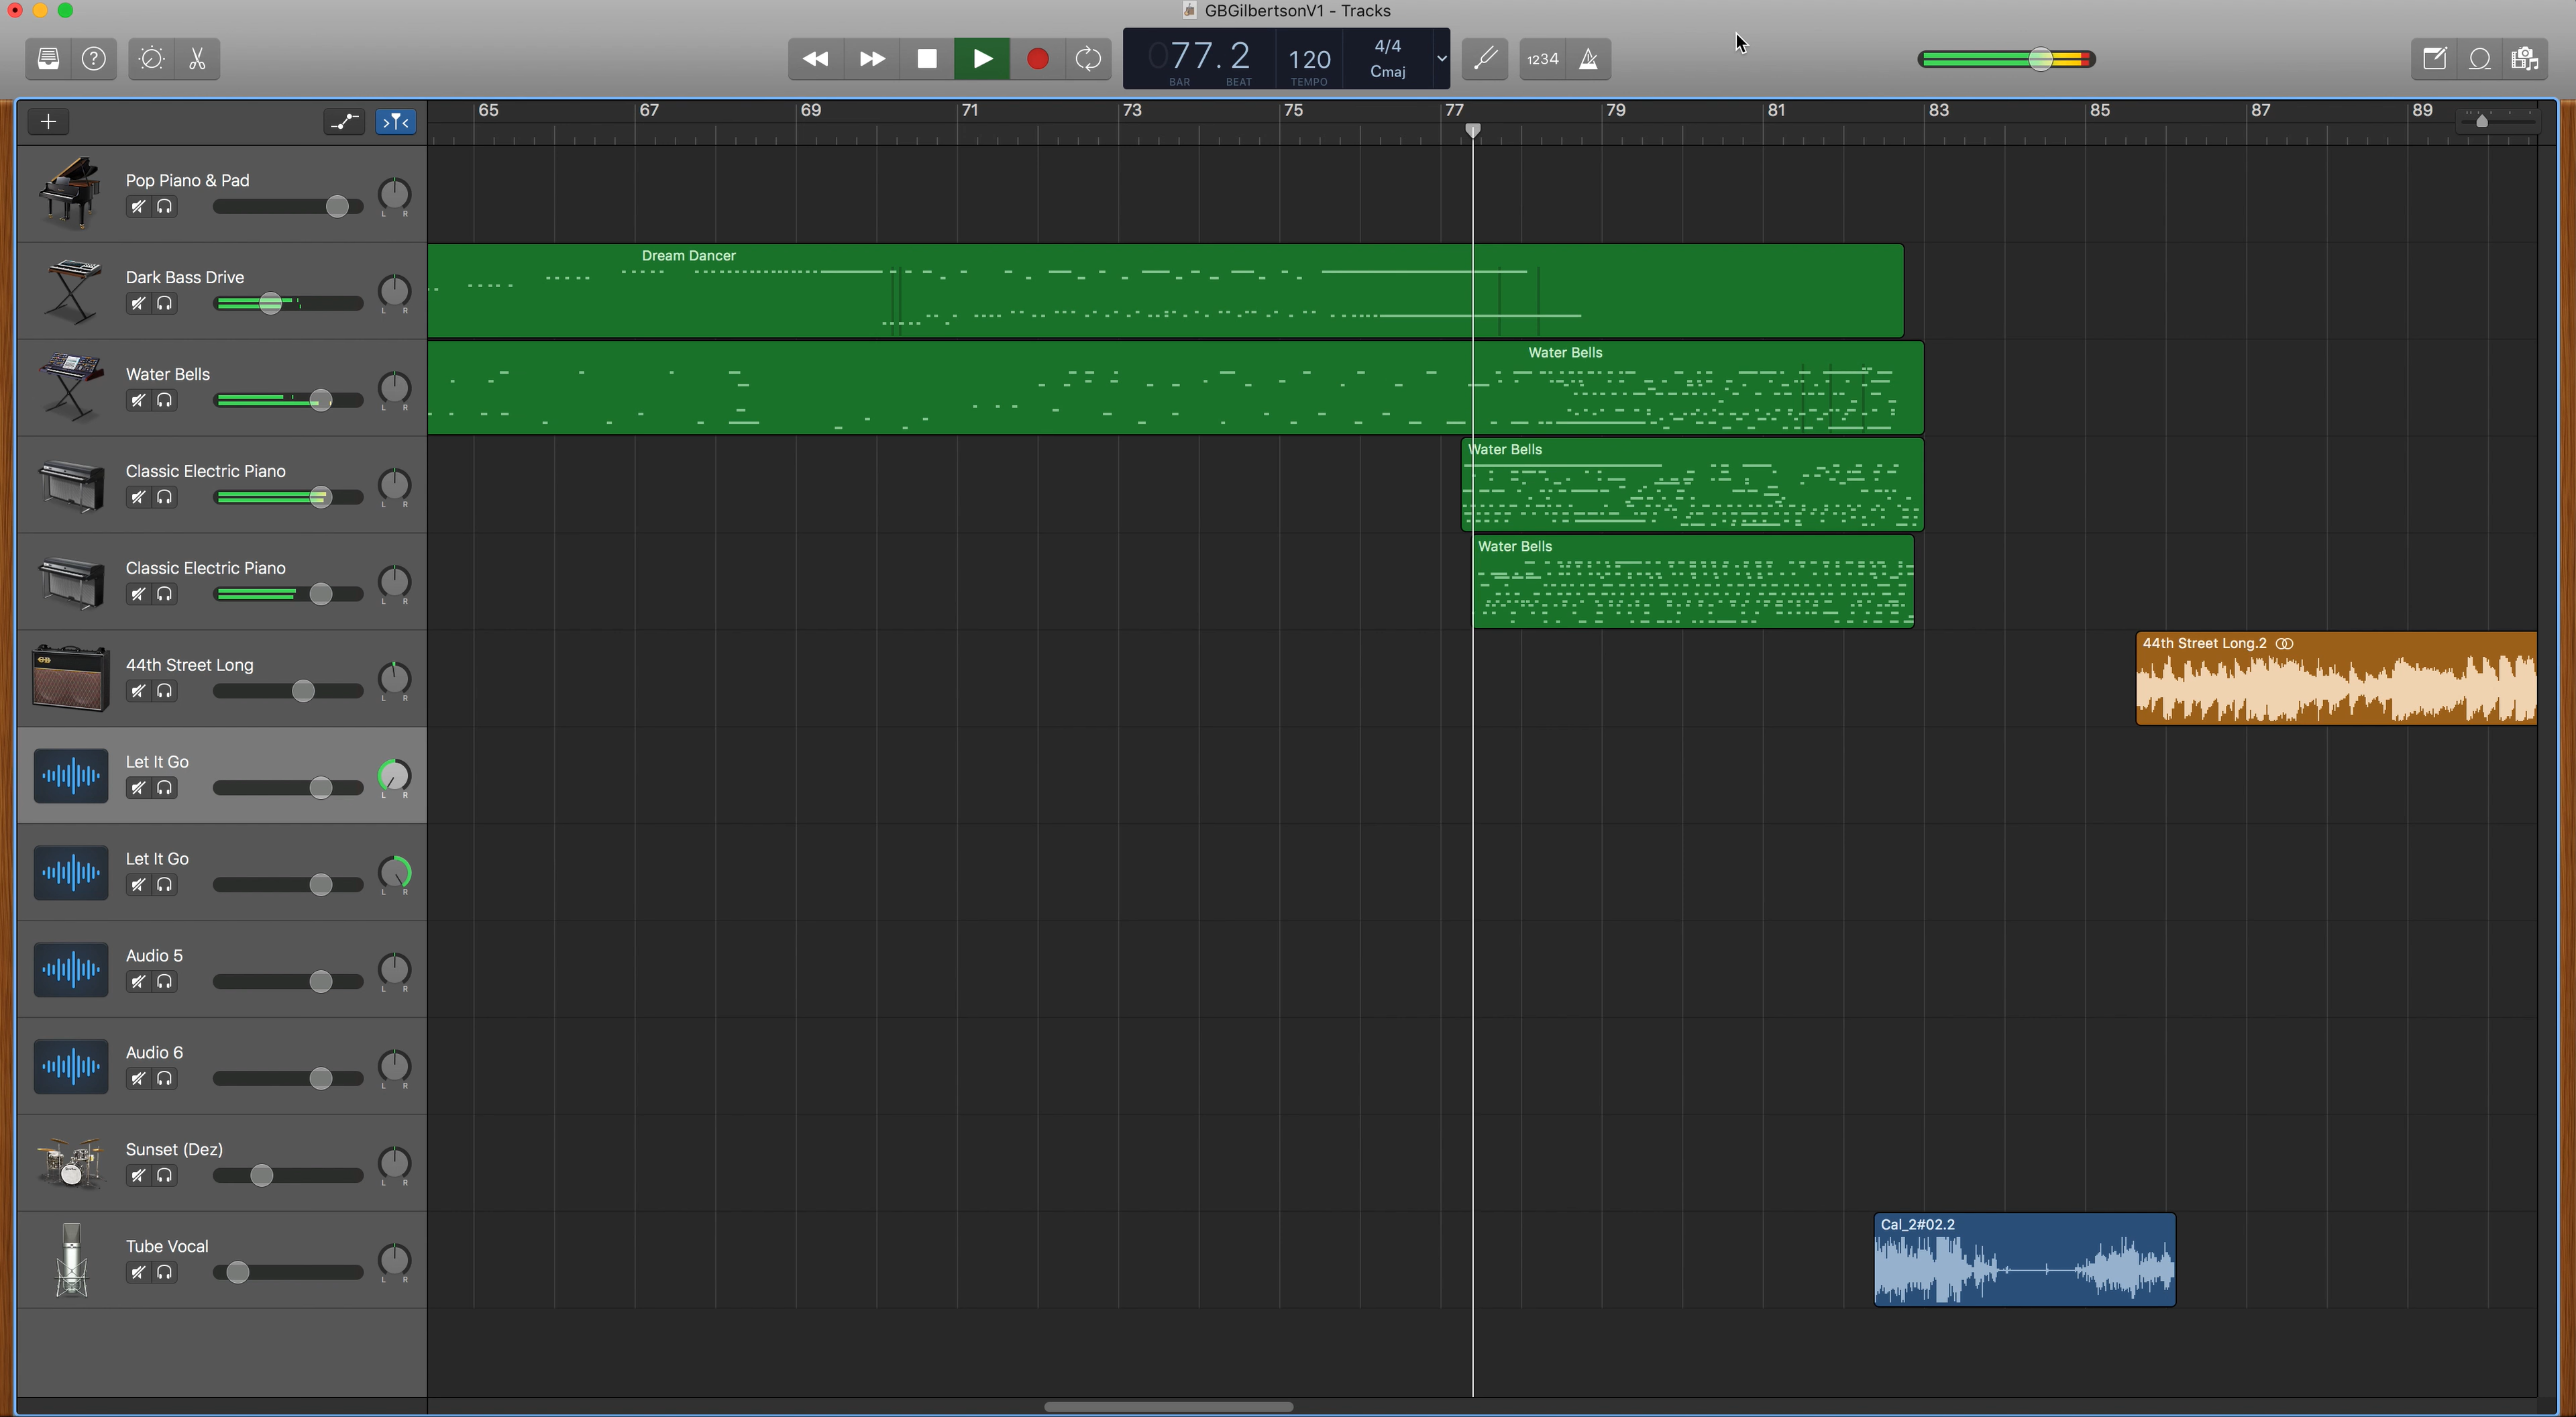 GBGilbertsonV1 - Tracks
077.2
BAR
BEAT
120
TEMPO
4/4
Cmaj
1234
65 67 69 71 73 75 77 79 81 83 85 87 89
Pop Piano & Pad
L R
Dream Dancer
Dark Bass Drive
L R
Water Bells
Water Bells
L R
Water Bells
Classic Electric Piano
L R
Water Bells
Classic Electric Piano
L R
44th Street Long.2
44th Street Long
L R
Let It Go
L R
Let It Go
L R
Audio 5
L R
Audio 6
L R
Sunset (Dez)
L R
Cal_2#02.2
Tube Vocal
L R